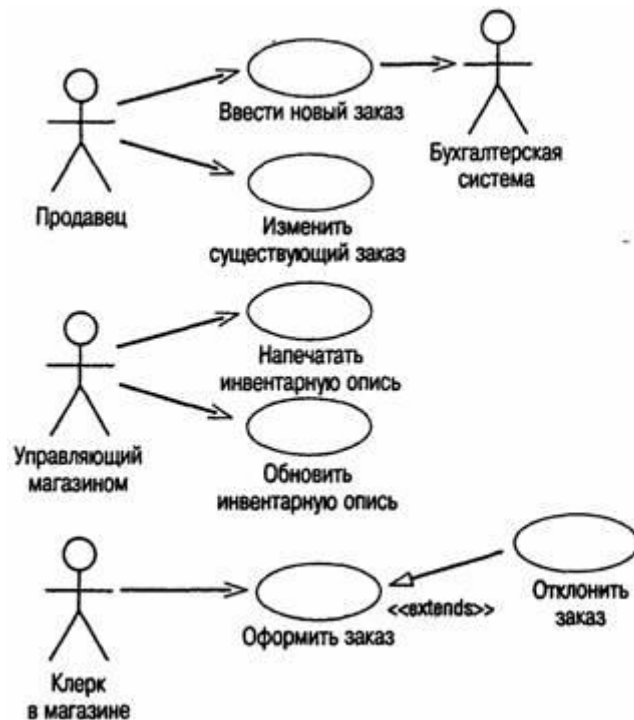 Ввести новый заказ
Бухгалтерская
система
Продавец
Изменить
существующий заказ
Напечатать
инвентарную опись
Управляющий
магазином
Обновить
инвентарную опись
<<extends>>
Отклонить
заказ
Оформить заказ
Клерк
в магазине